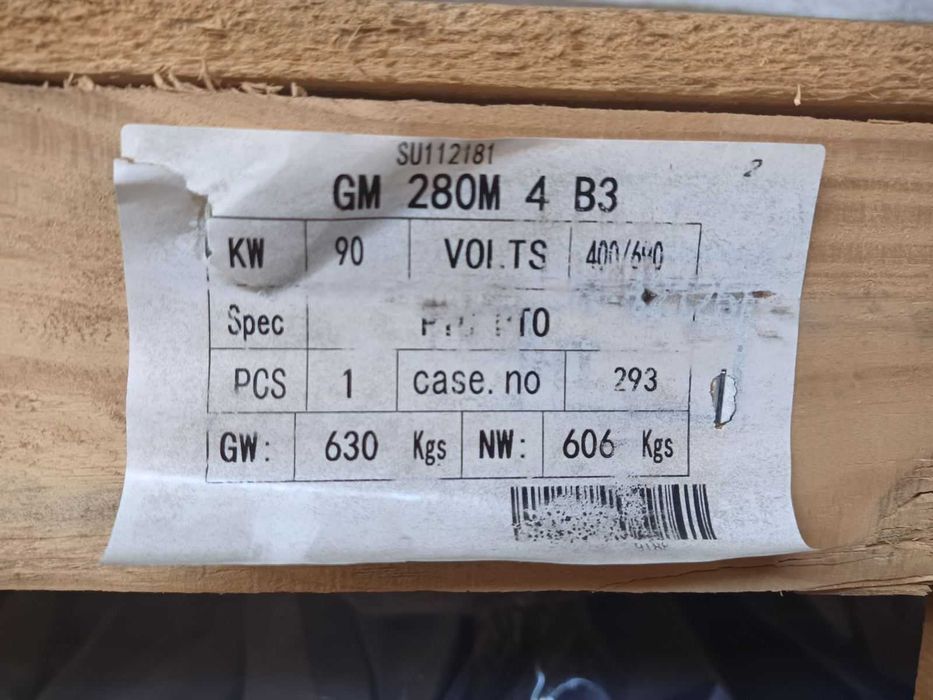 SU112181
2
GM 280M 4 B3
KW 90 VOLTS 400/690
Spec
PCS 1 case.no 293
GW: 630 Kgs NW: 606 Kgs